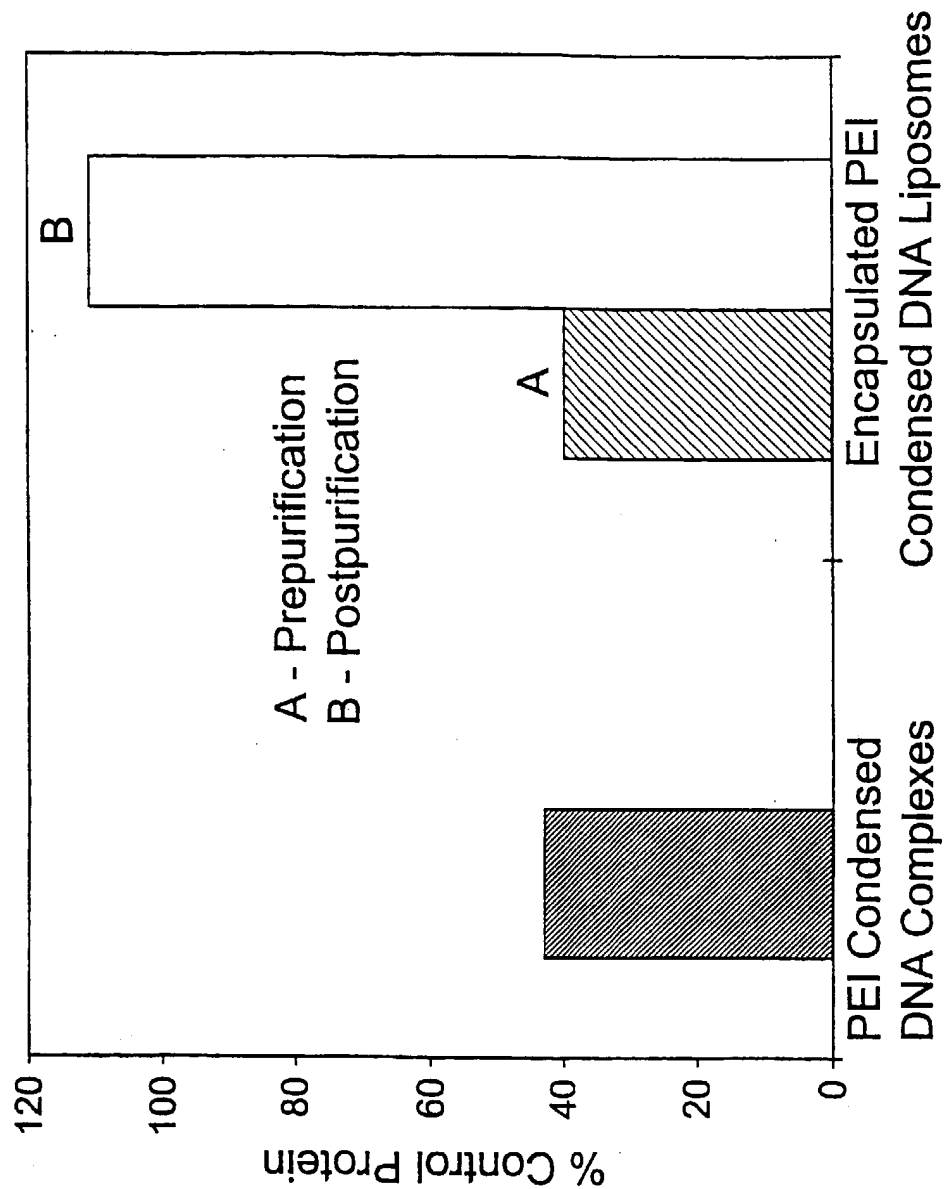 % Control Protein
120
100
80
60
40
20
0
A - Prepurification
B - Postpurification
A
B
PEI Condensed
DNA Complexes
Encapsulated PEI
Condensed DNA Liposomes